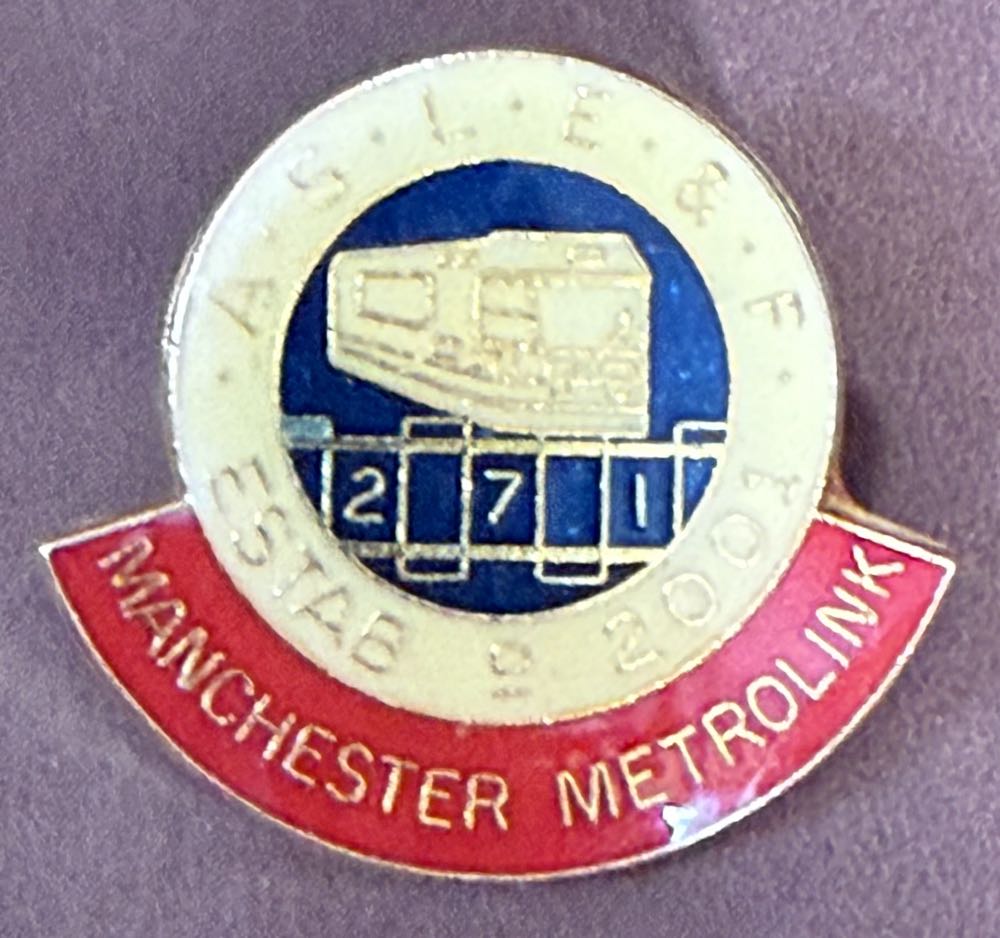 A·S·L·E·&·F·
271
ESTAB D 2001
MANCHESTER METROLINK